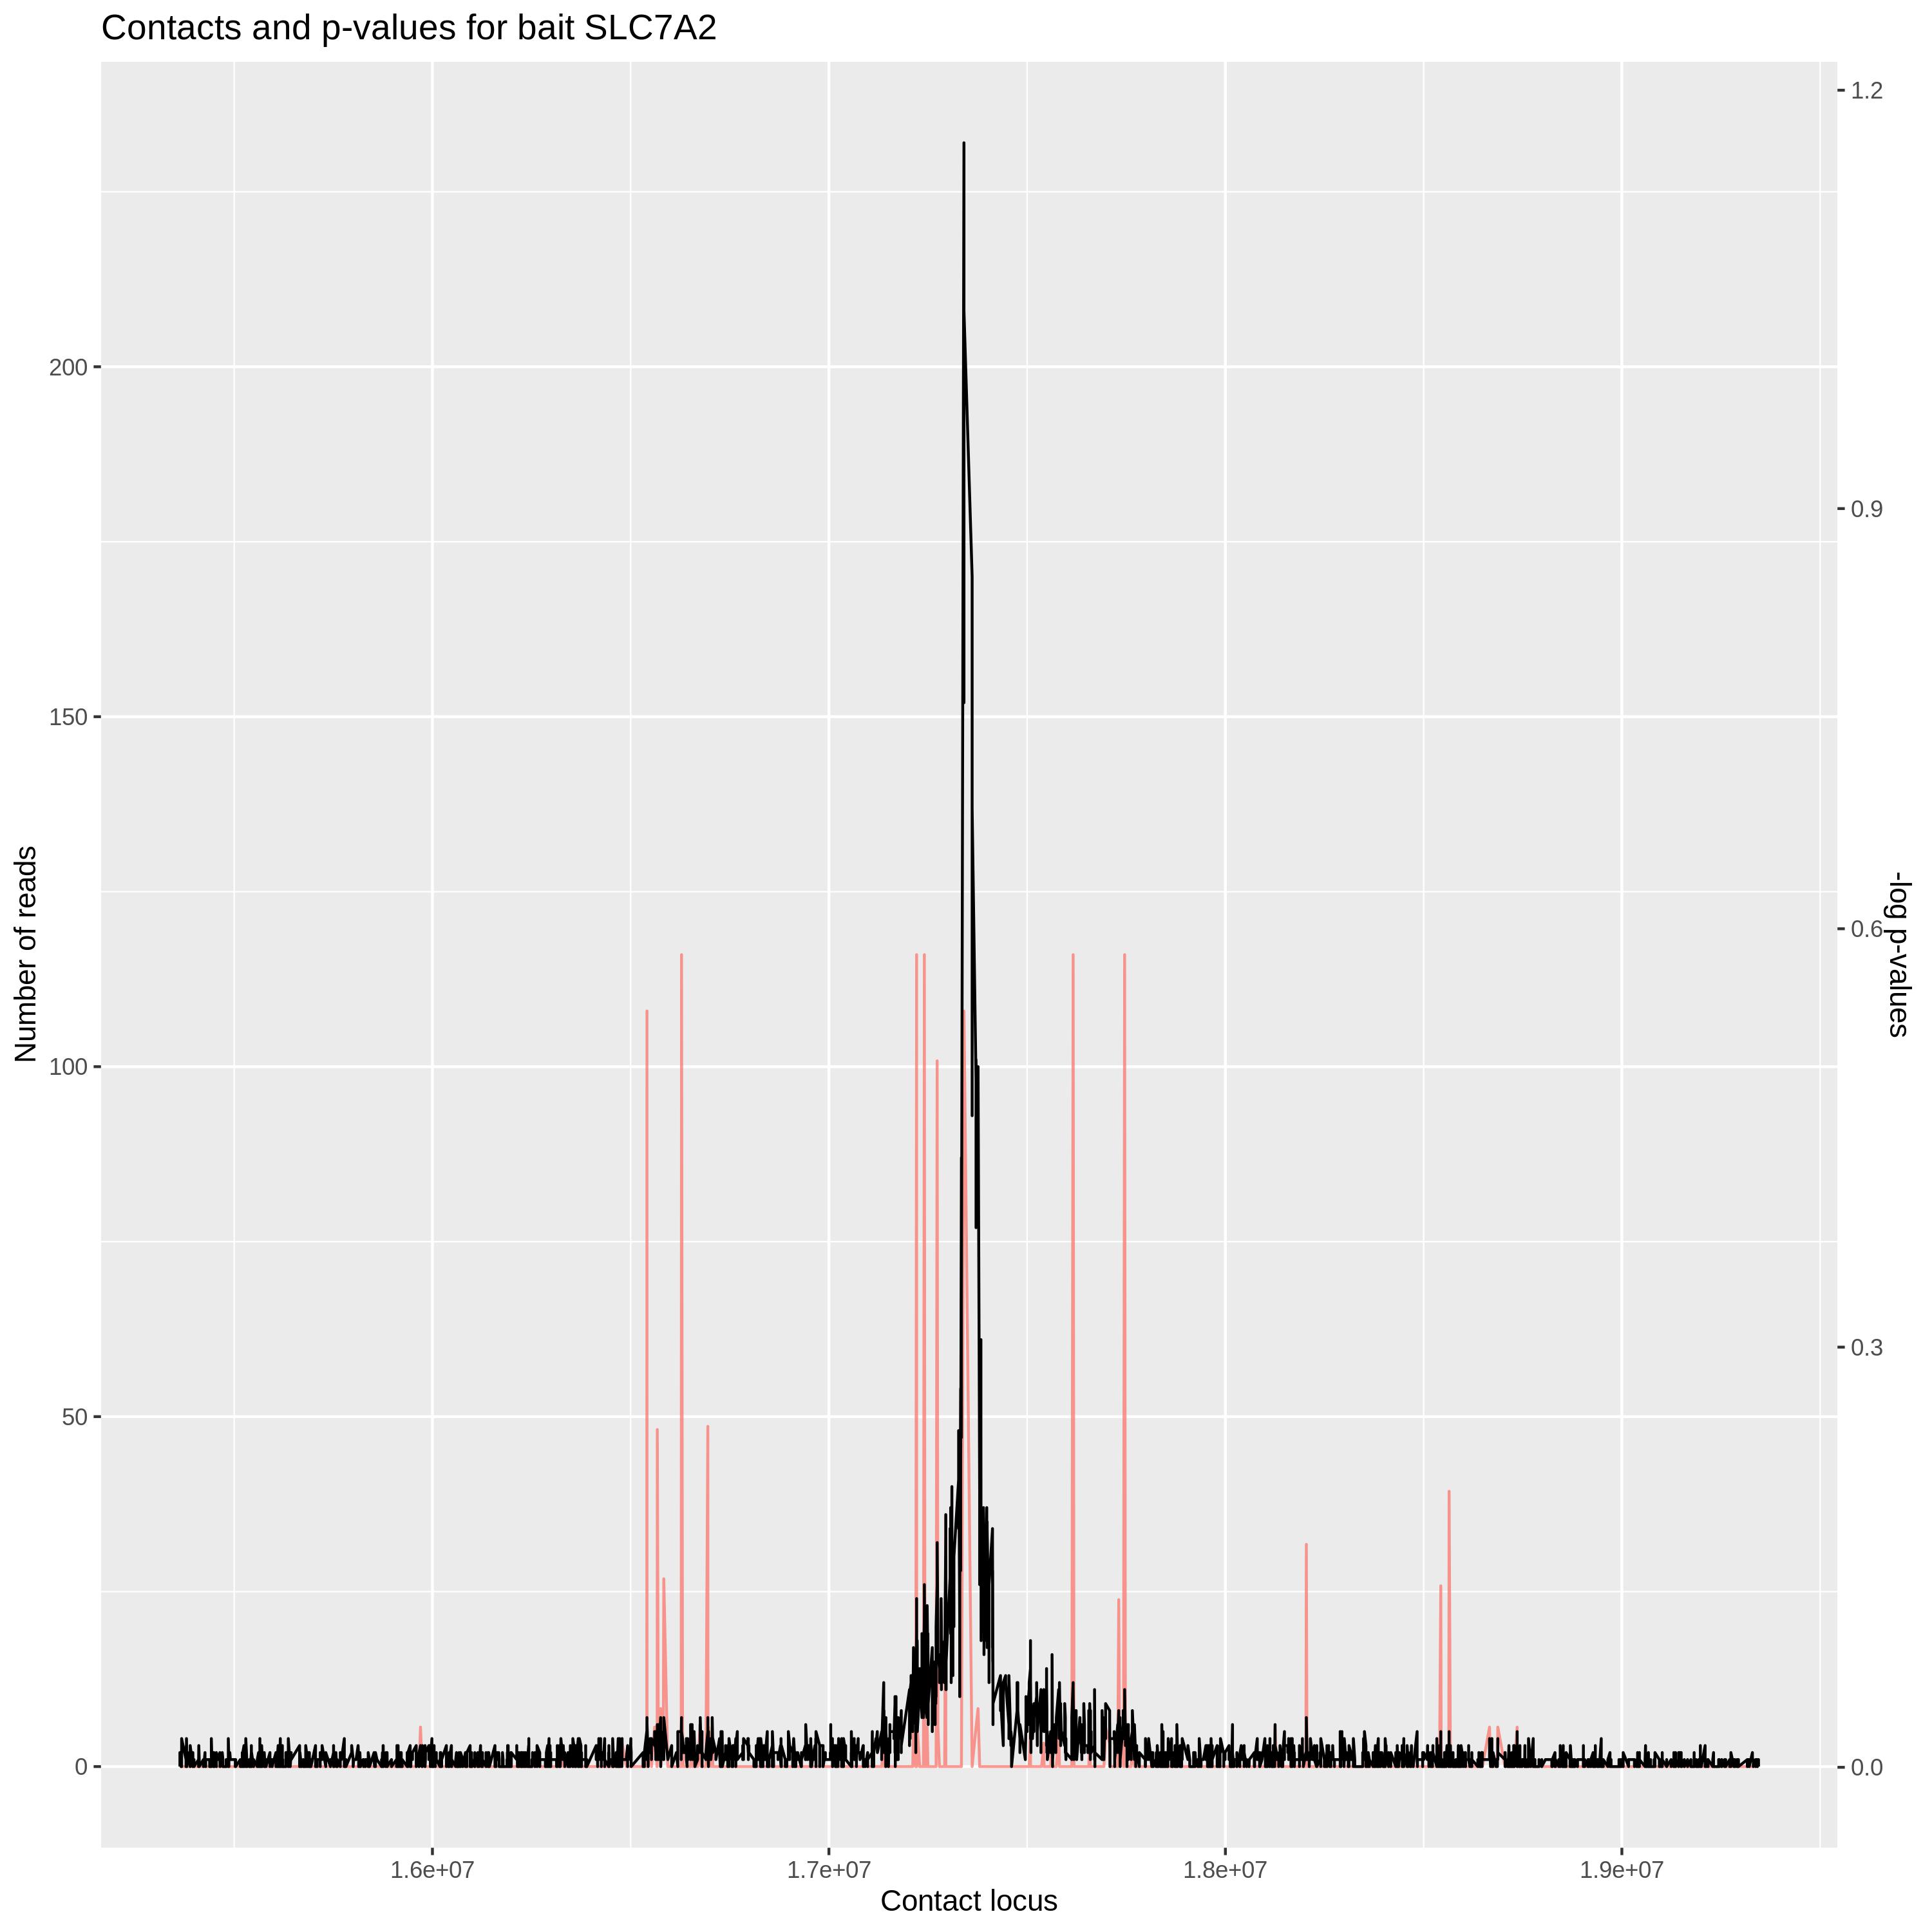 Contacts and p-values for bait SLC7A2
Number of reads
200
150
100
50
0
1.2
0.9
0.6
0.3
0.0
-log p-values
1.6e+07
1.7e+07
1.8e+07
1.9e+07
Contact locus